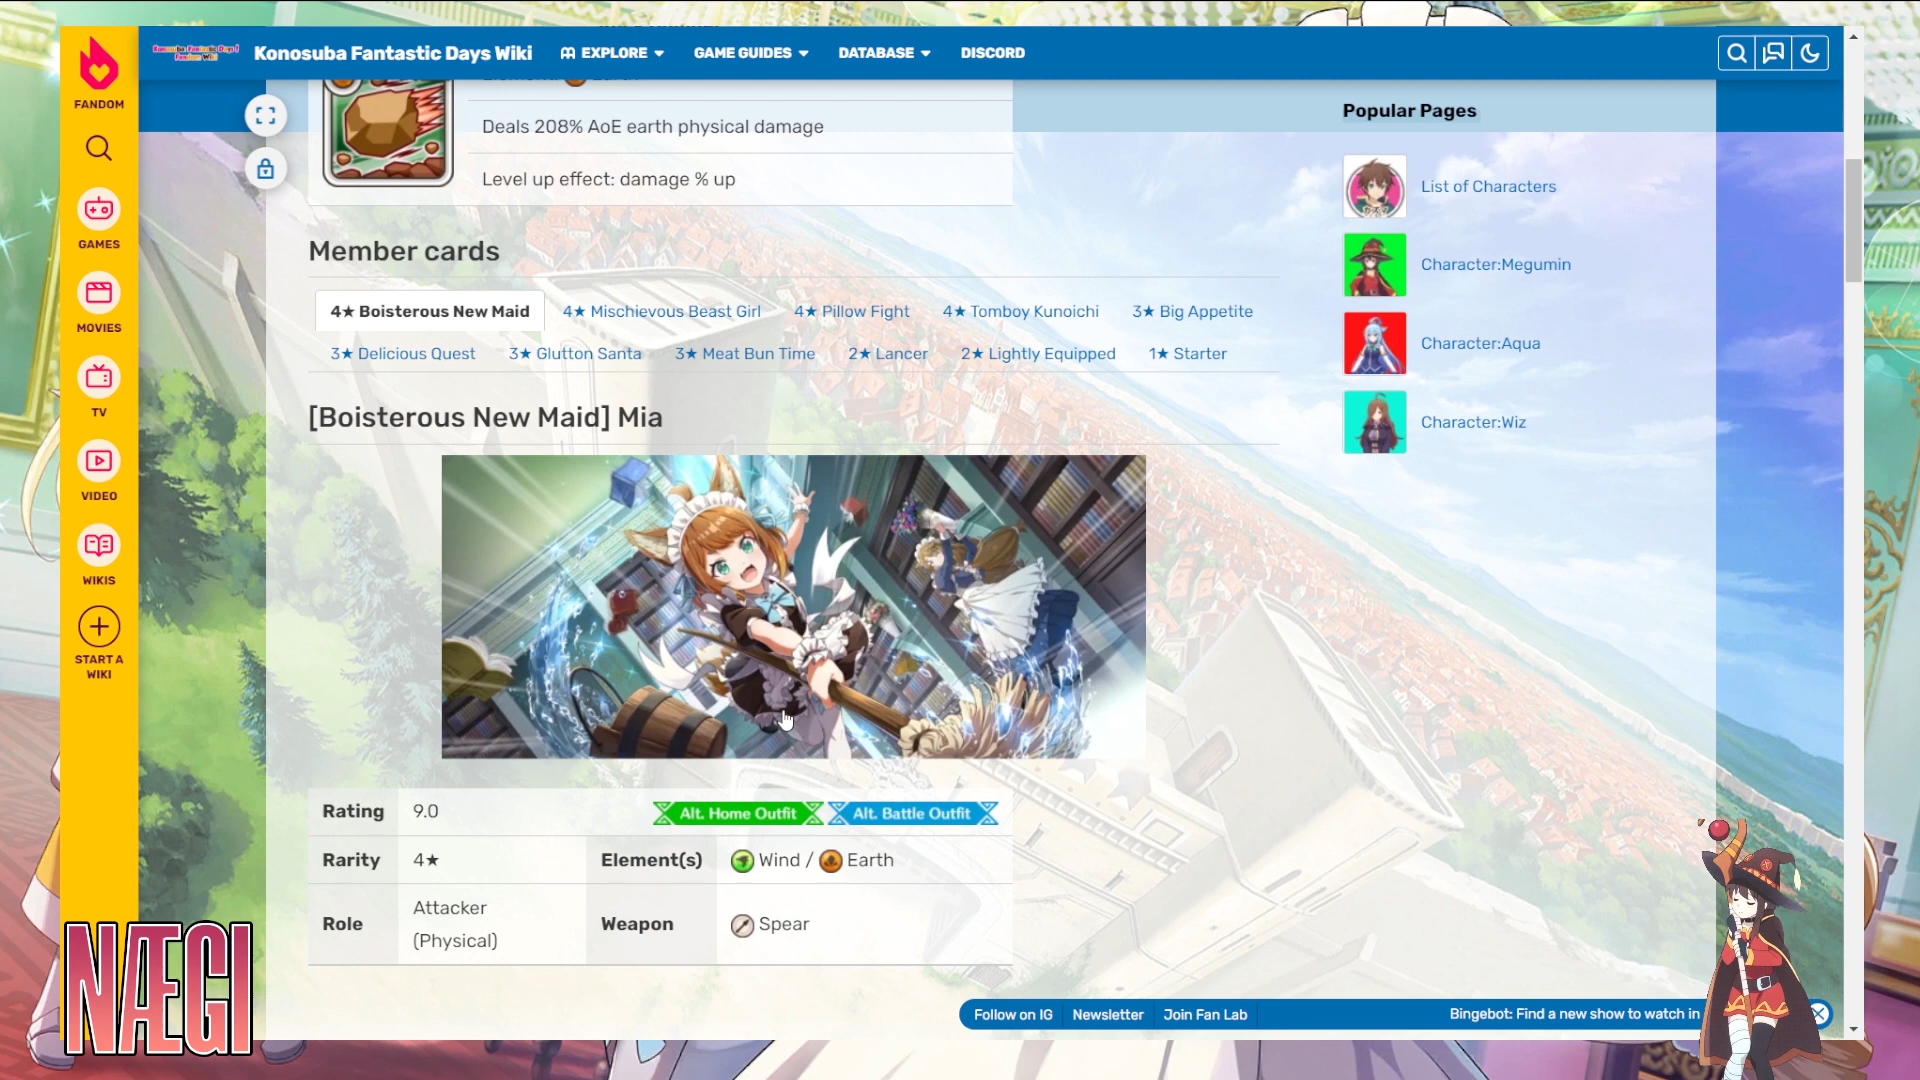 Konosuba Fantastic Days Wiki
EXPLORE
GAME GUIDES
DATABASE
DISCORD
FANDOM
GAMES
MOVIES
TV
VIDEO
WIKIS
START A
WIKI
Deals 208% AoE earth physical damage
Level up effect: damage % up
Member cards
4★ Boisterous New Maid 4★ Mischievous Beast Girl 4★ Pillow Fight 4★ Tomboy Kunoichi 3★ Big Appetite
3★ Delicious Quest 3★ Glutton Santa 3★ Meat Bun Time 2★ Lancer 2★ Lightly Equipped 1★ Starter
[Boisterous New Maid] Mia
Rating 9.0 Alt. Home Outfit Alt. Battle Outfit
Rarity 4★ Element(s) Wind / Earth
Role Attacker
(Physical) Weapon Spear
Popular Pages
List of Characters
Character:Megumin
Character:Aqua
Character:Wiz
Follow on IG Newsletter Join Fan Lab
Bingebot: Find a new show to watch in
NÆGI